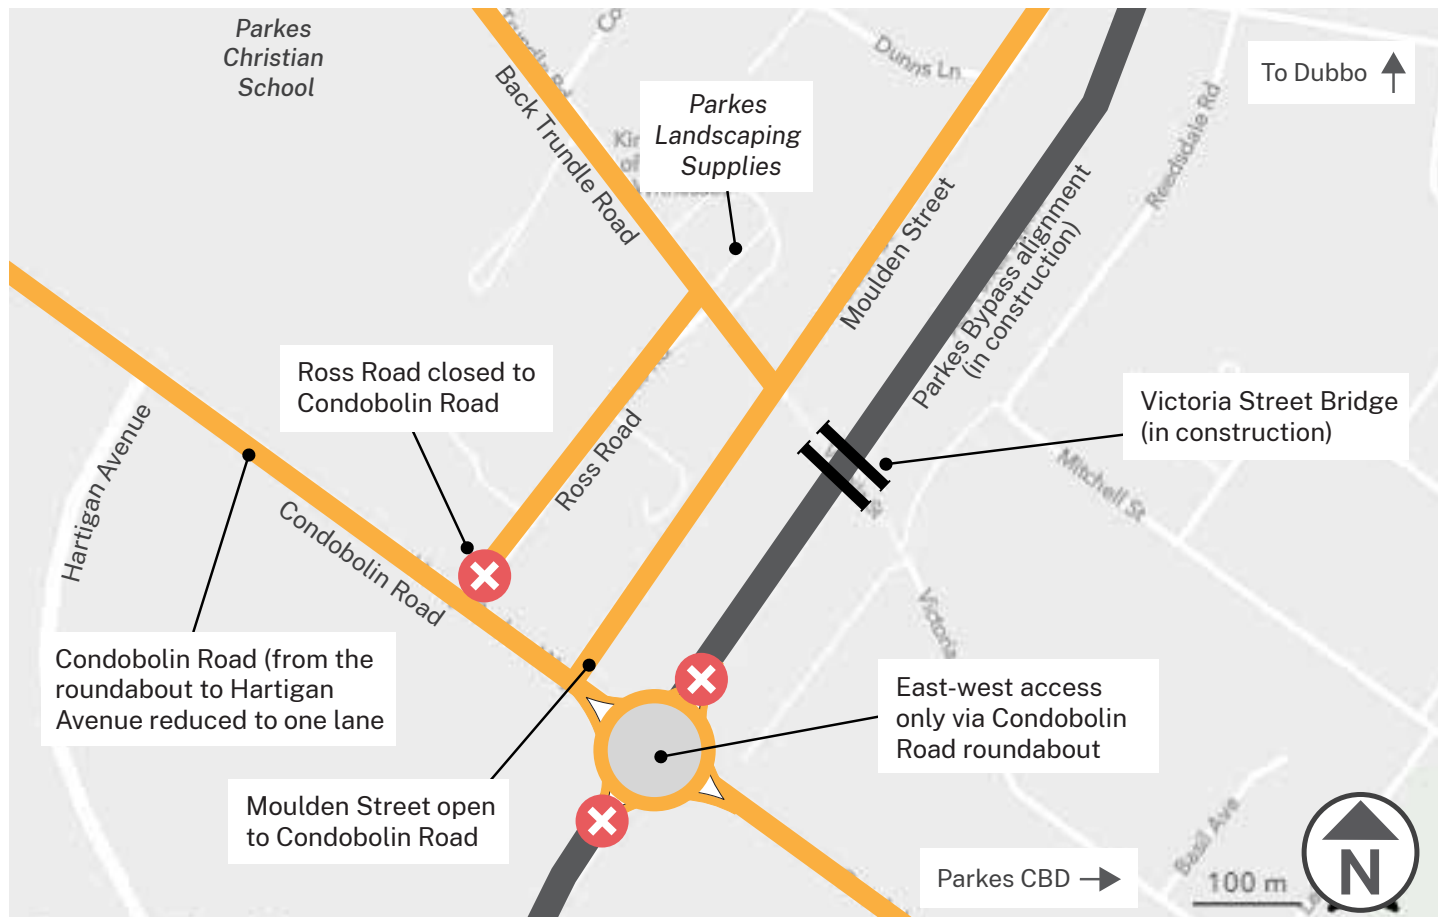 Parkes
Christian
School
Dunns Ln
To Dubbo
Parkes
Landscaping
Supplies
Back Trundle Road
Reedsdale Rd
Moulden Street
Parkes Bypass alignment
(in construction)
Ross Road closed to
Condobolin Road
Victoria Street Bridge
(in construction)
Hartigan Avenue
Ross Road
Mitchell St
Condobolin Road
Victoria
Condobolin Road (from the
roundabout to Hartigan
Avenue reduced to one lane
East-west access
only via Condobolin
Road roundabout
Moulden Street open
to Condobolin Road
Basil Ave
Parkes CBD
100 m
N